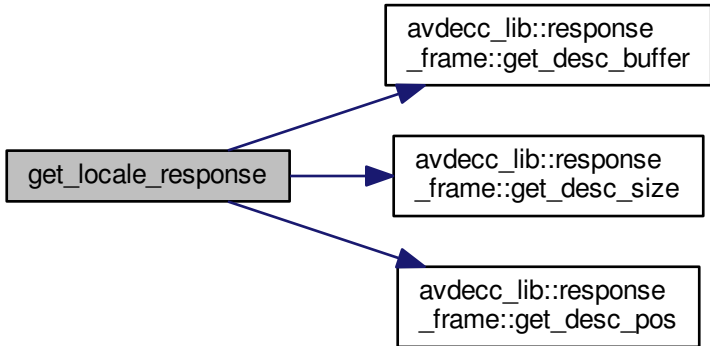 avdecc_lib::response
_frame::get_desc_buffer
get_locale_response
avdecc_lib::response
_frame::get_desc_size
avdecc_lib::response
_frame::get_desc_pos